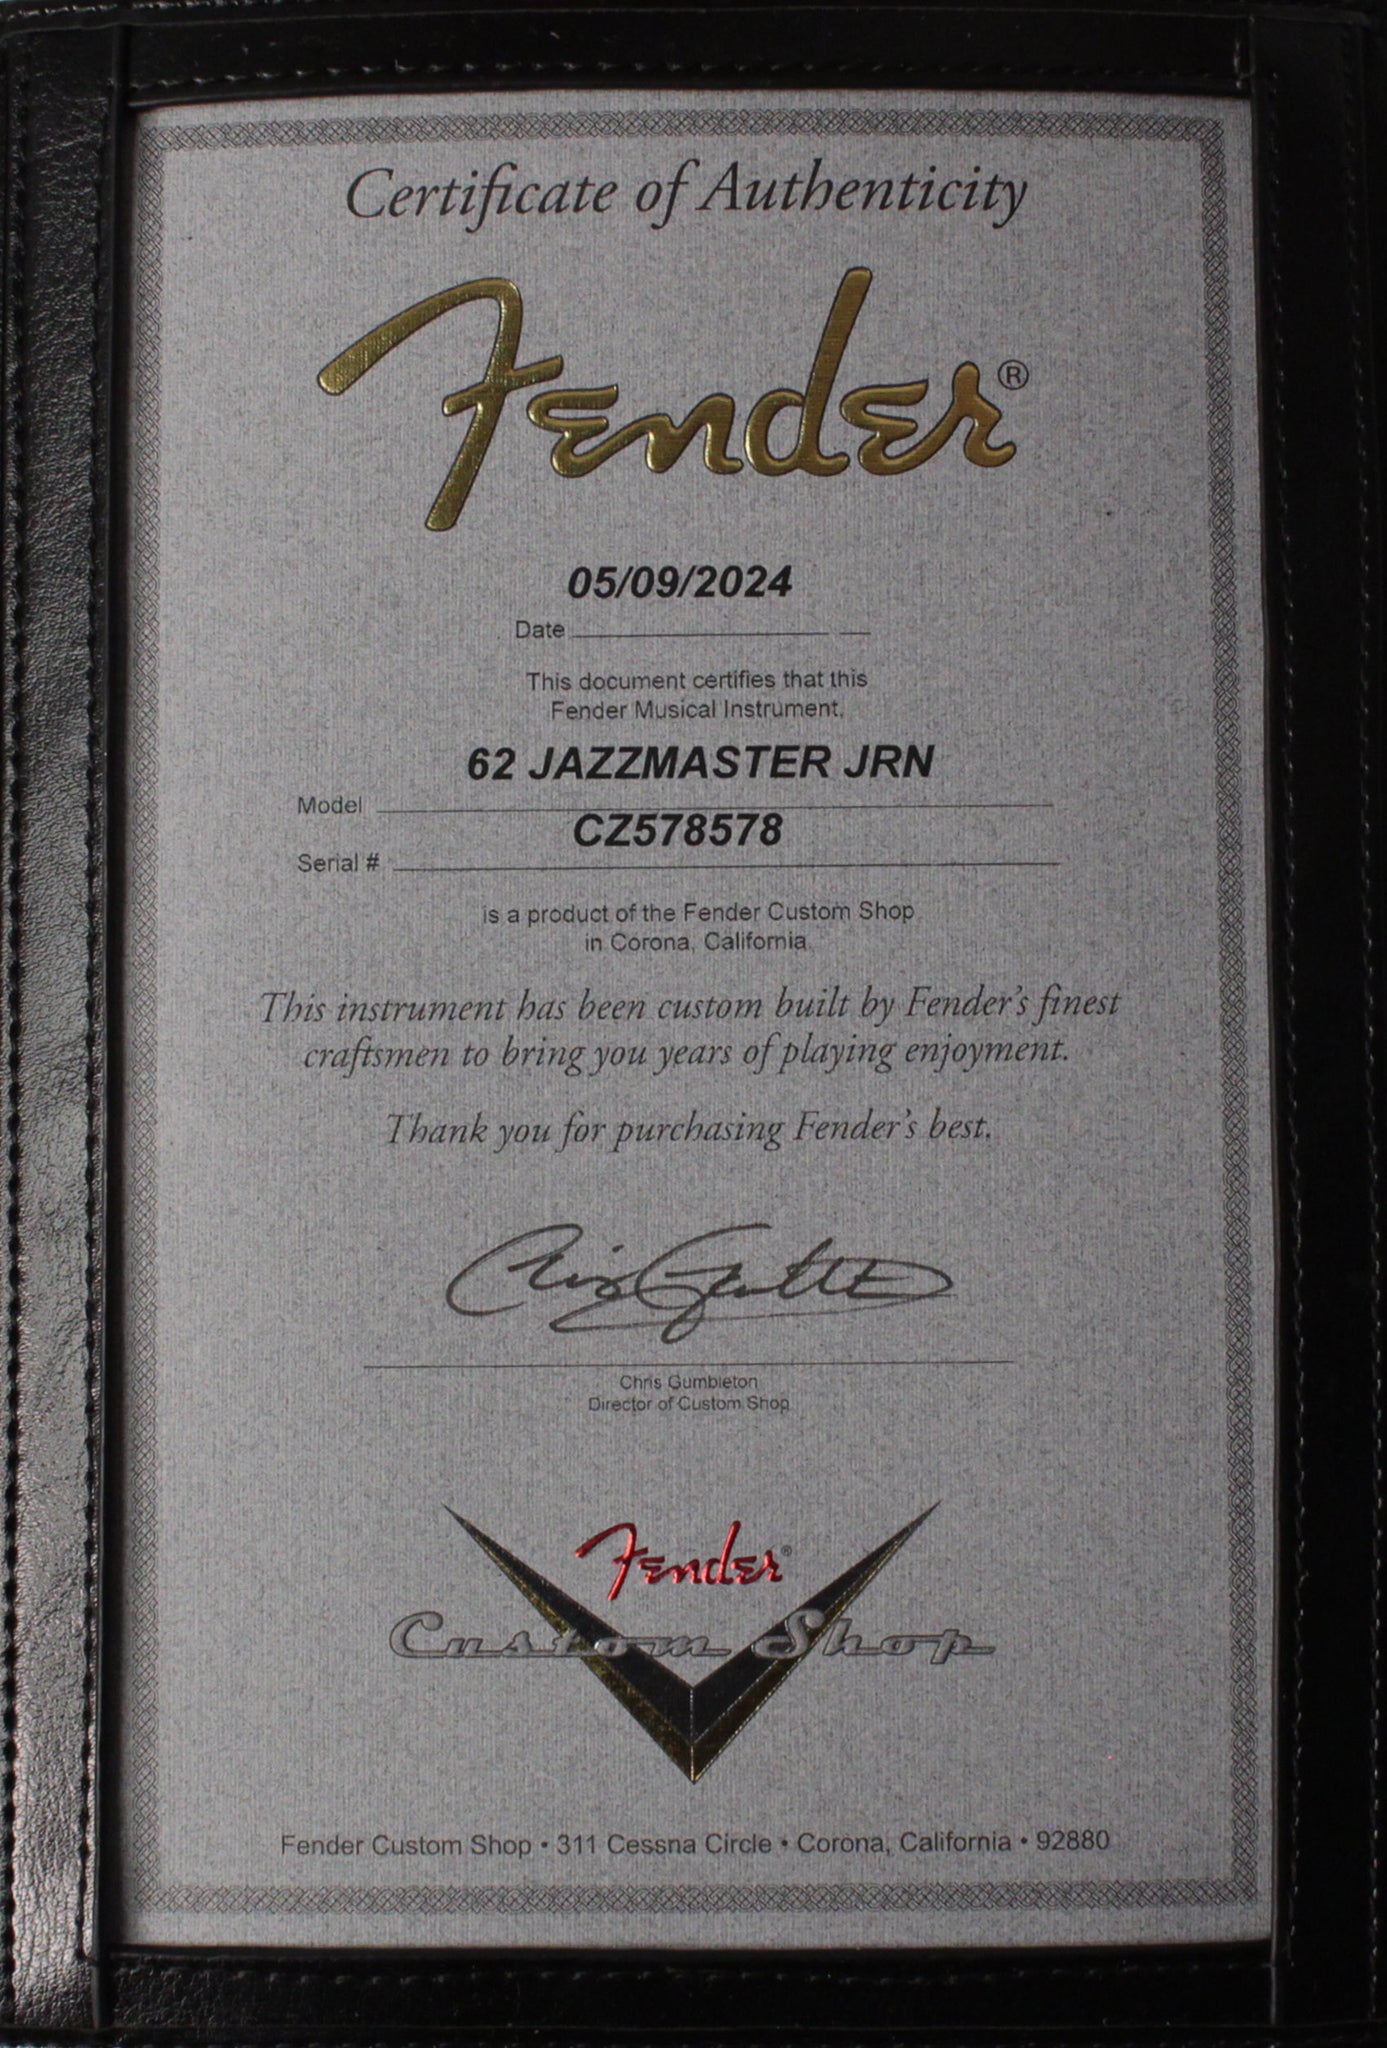 Certificate of Authenticity
Fender®
05/09/2024
Date
This document certifies that this
Fender Musical Instrument,
62 JAZZMASTER JRN
Model
CZ578578
Serial #
is a product of the Fender Custom Shop
in Corona, California.
This instrument has been custom built by Fender's finest
craftsmen to bring you years of playing enjoyment.
Thank you for purchasing Fender's best.
Chris Gumbleton
Director of Custom Shop
Fender®
Custom Shop
Fender Custom Shop • 311 Cessna Circle • Corona, California • 92880